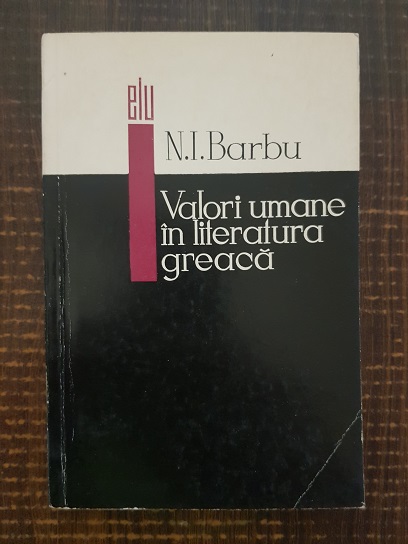 elu
N.I.Barbu
Valori umane
în literatura
greacă